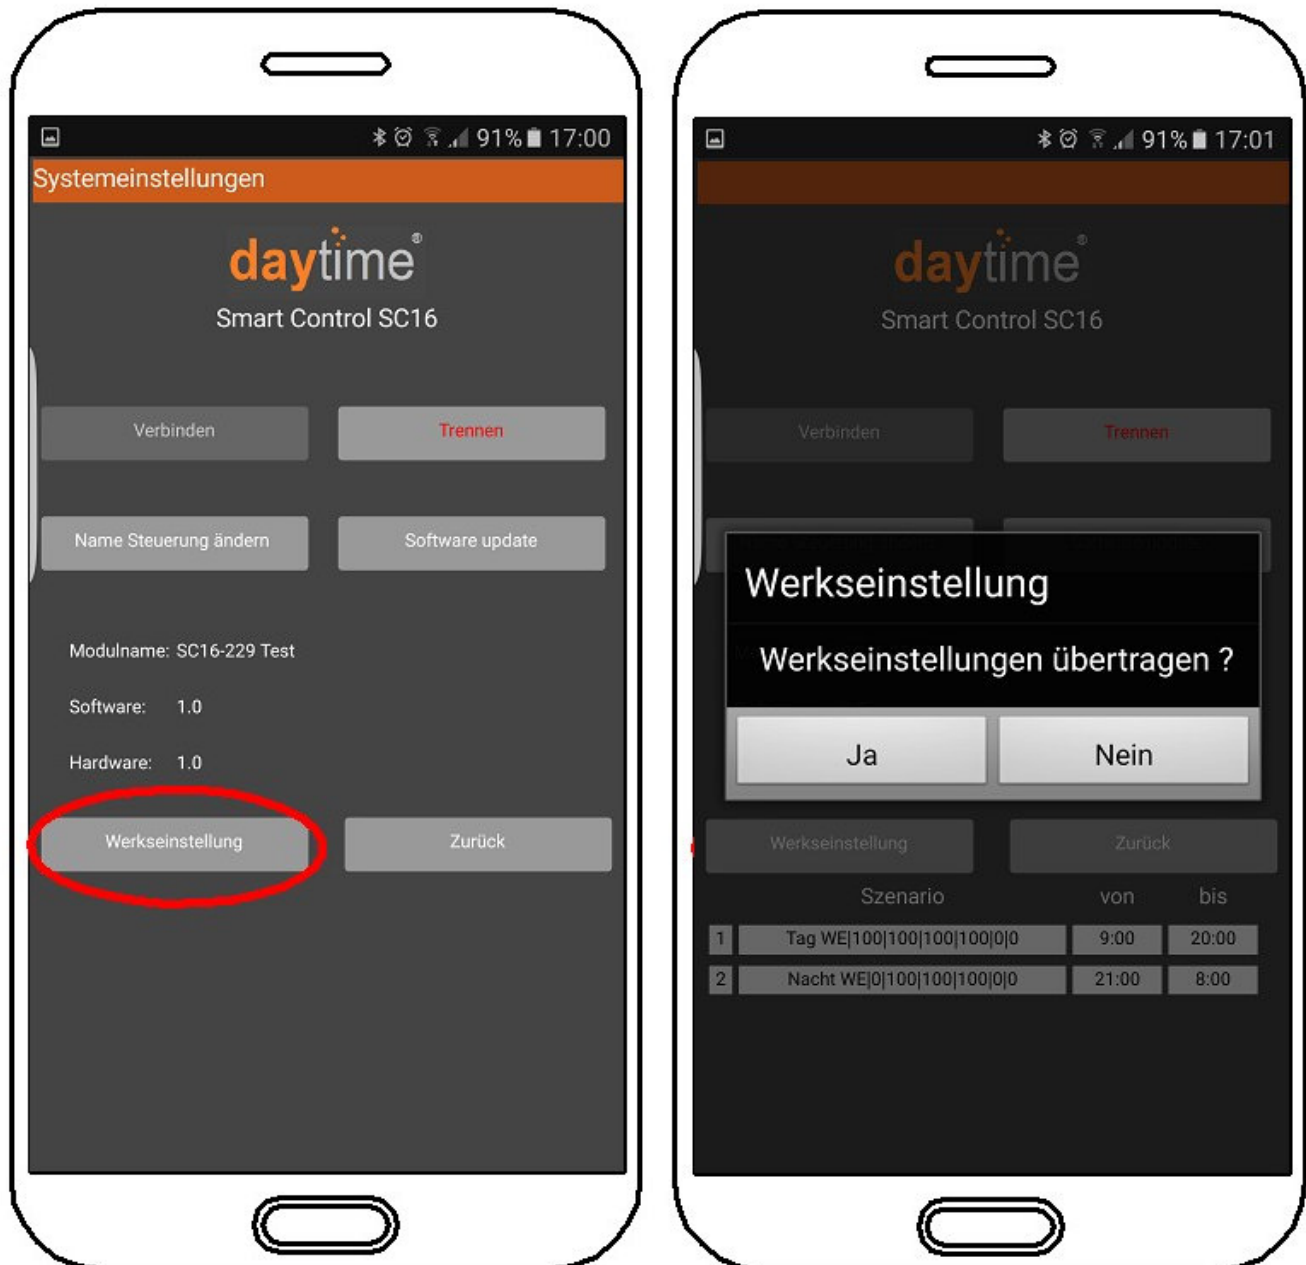 91% 17:00
Systemeinstellungen
daytime®
Smart Control SC16
Verbinden
Trennen
Name Steuerung ändern
Software update
Modulname: SC16-229 Test
Software: 1.0
Hardware: 1.0
Werkseinstellung
Zurück
91% 17:01
daytime®
Smart Control SC16
Verbinden
Trennen
Werkseinstellung
Werkseinstellungen übertragen ?
Ja
Nein
Werkseinstellung
Zurück
Szenario von bis
1 Tag WE|100|100|100|100|0|0 9:00 20:00
2 Nacht WE|0|100|100|100|0|0 21:00 8:00